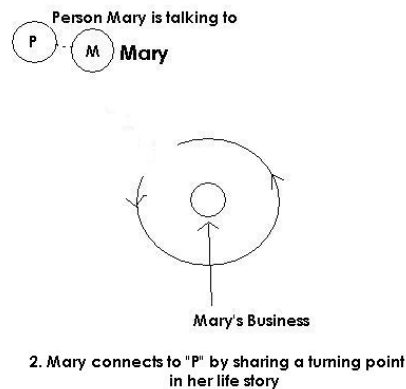 Person Mary is talking to
P
M
Mary
Mary's Business
2. Mary connects to "P" by sharing a turning point
in her life story